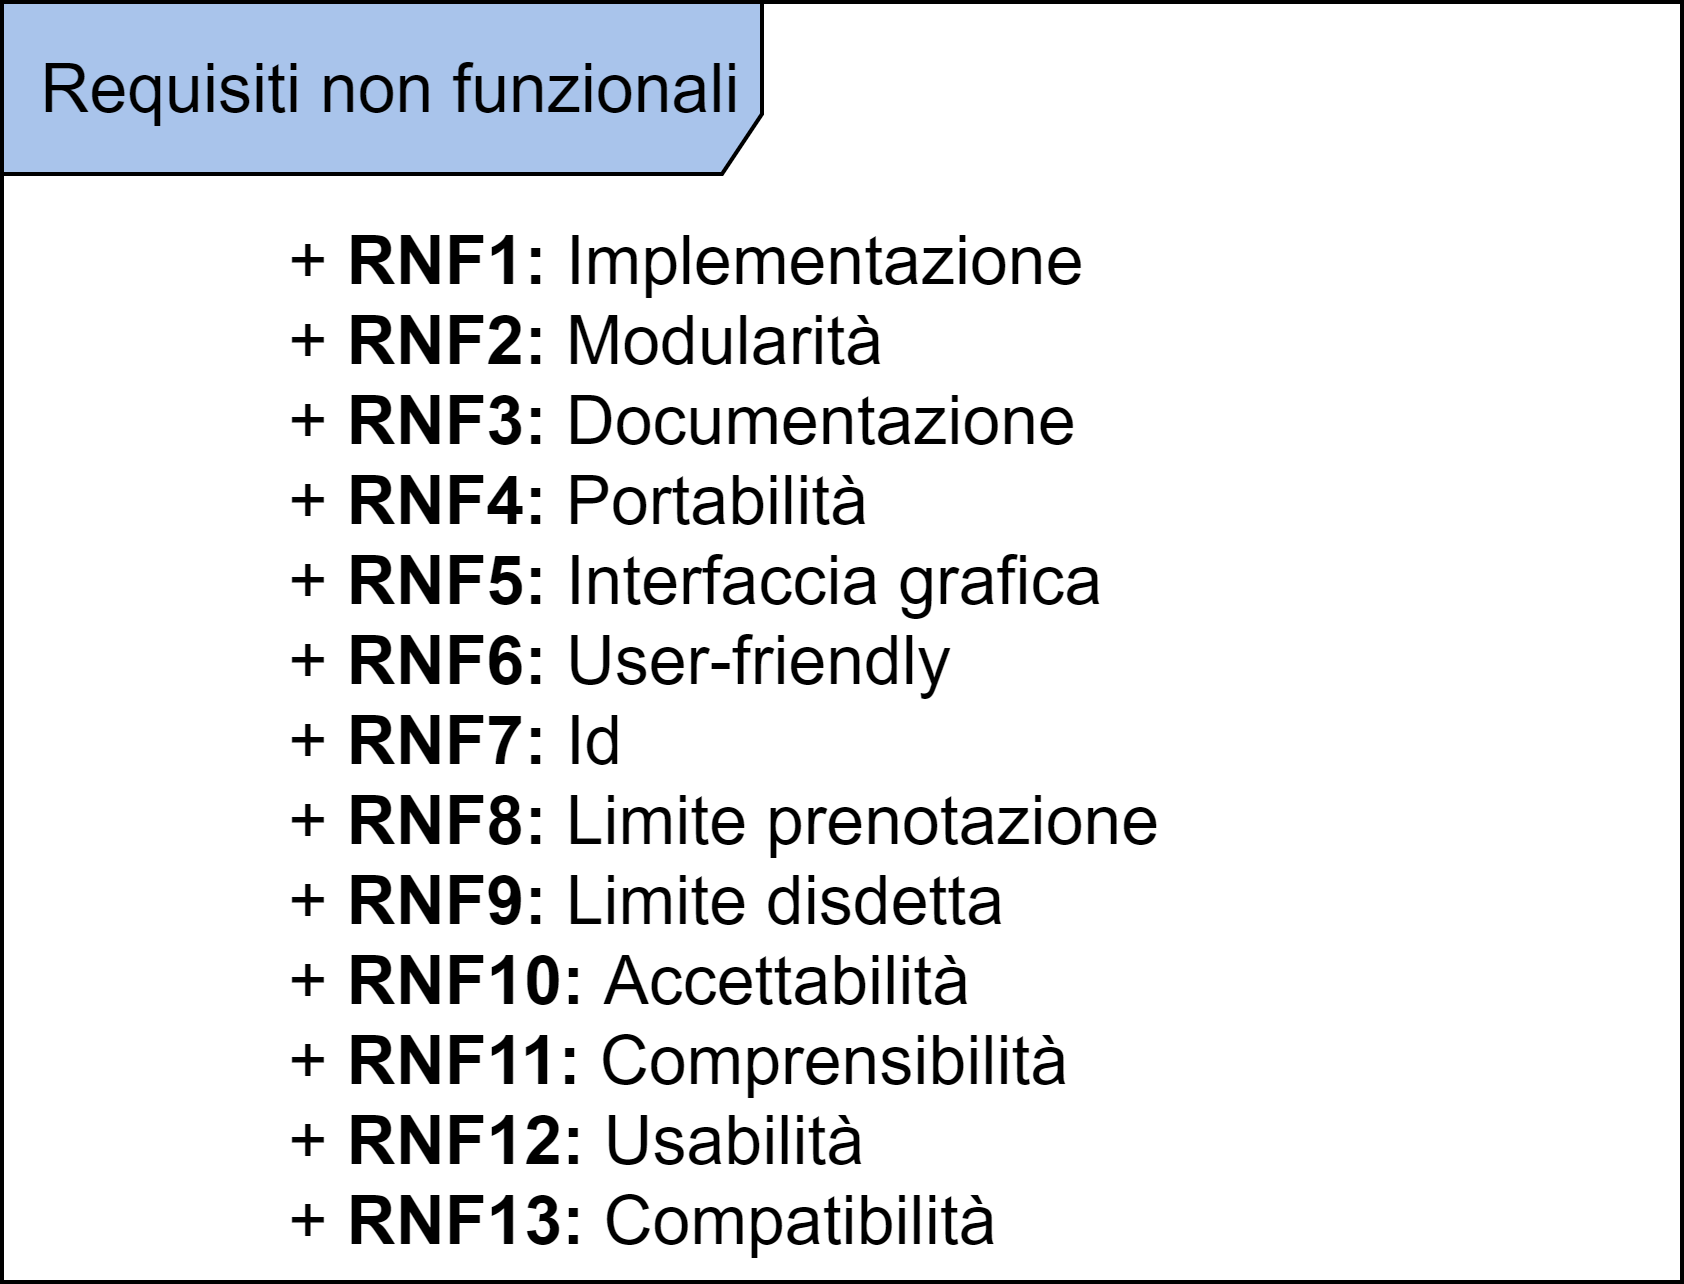 Requisiti non funzionali
+ RNF1: Implementazione
+ RNF2: Modularità
+ RNF3: Documentazione
+ RNF4: Portabilità
+ RNF5: Interfaccia grafica
+ RNF6: User-friendly
+ RNF7: Id
+ RNF8: Limite prenotazione
+ RNF9: Limite disdetta
+ RNF10: Accettabilità
+ RNF11: Comprensibilità
+ RNF12: Usabilità
+ RNF13: Compatibilità